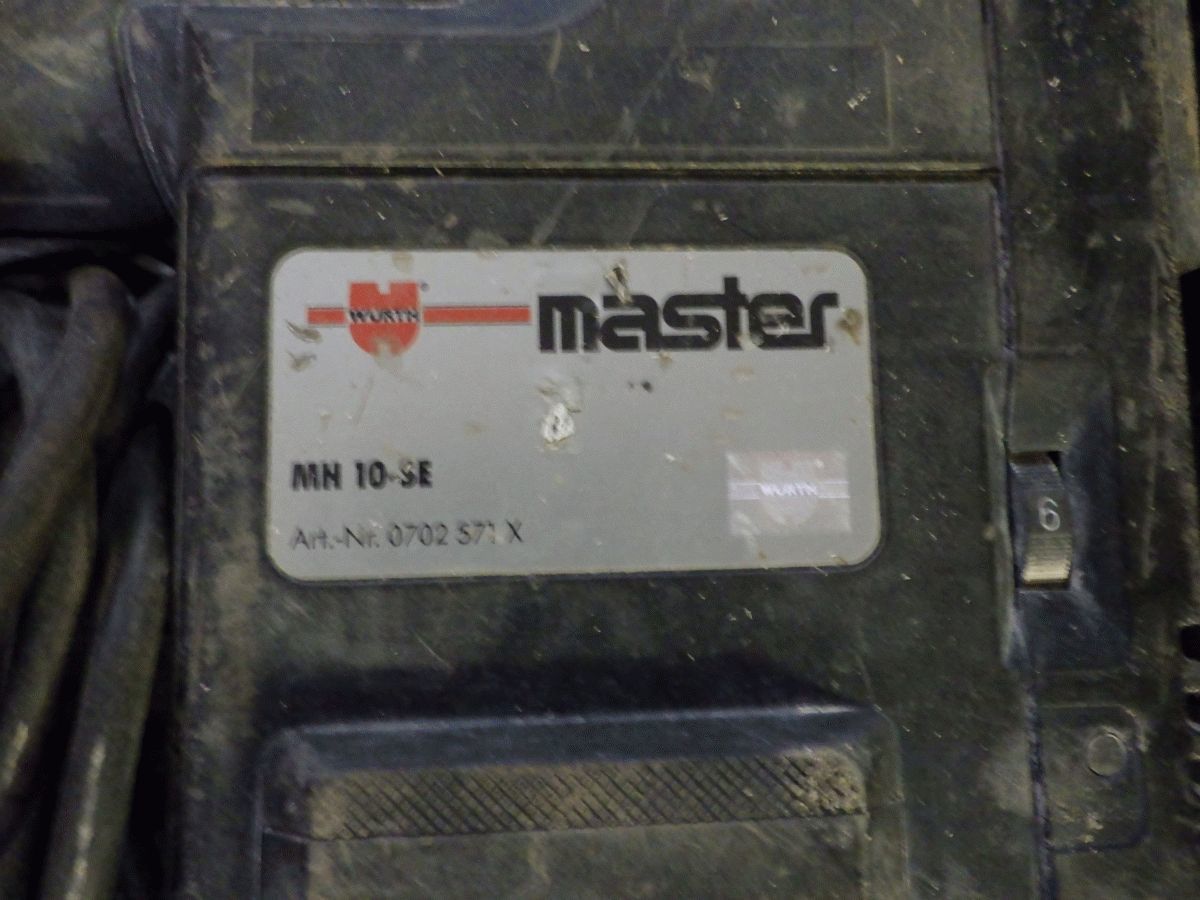 WÜRTH® master
MH 10-SE
WÜRTH
Art.-Nr. 0702 571 X
6